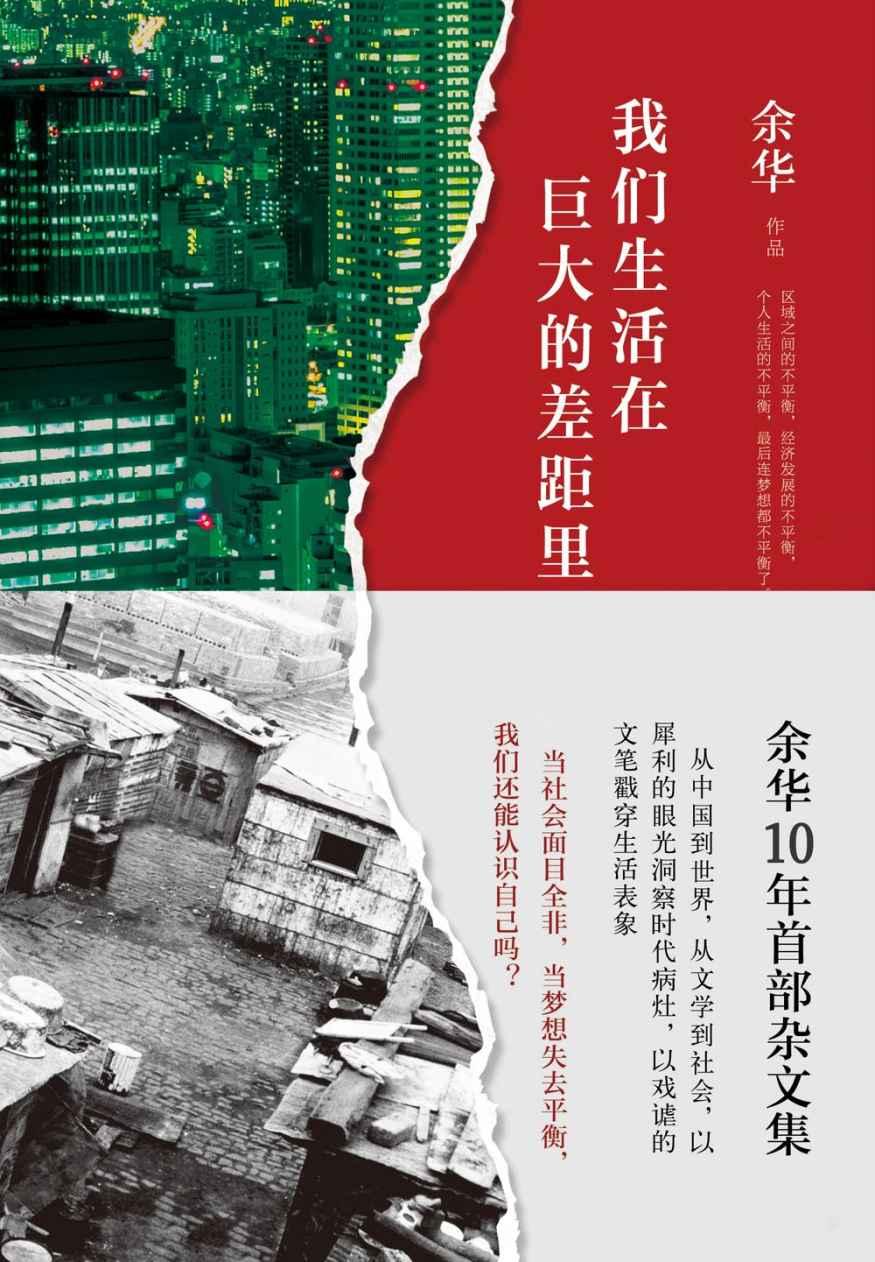 余华
作品
区域之间的不平衡，经济发展的不平衡，
个人生活的不平衡，最后连梦想都不平衡了。
我们生活在
巨大的差距里
余华10年首部杂文集
从中国到世界，从文学到社会，以
犀利的眼光洞察时代病灶，以戏谑的
文笔戳穿生活表象
当社会面目全非，当梦想失去平衡，
我们还能认识自己吗？